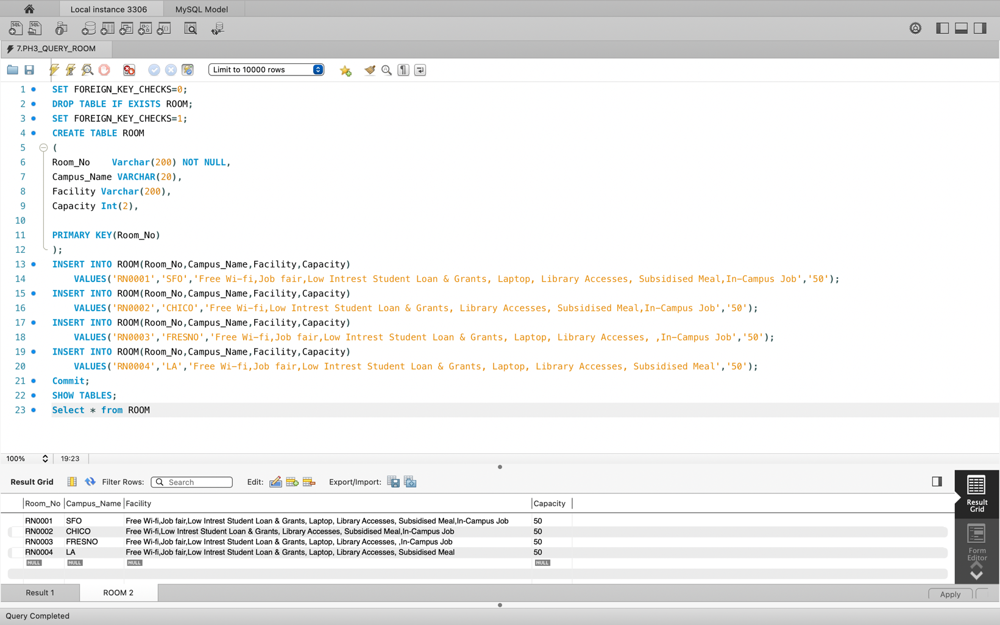 Local instance 3306 MySQL Model
7.PH3_QUERY_ROOM
Limit to 10000 rows
1 SET FOREIGN_KEY_CHECKS=0;
2 DROP TABLE IF EXISTS ROOM;
3 SET FOREIGN_KEY_CHECKS=1;
4 CREATE TABLE ROOM
5 (
6 Room_No    Varchar(200) NOT NULL,
7 Campus_Name VARCHAR(20),
8 Facility Varchar(200),
9 Capacity Int(2),
10
11 PRIMARY KEY(Room_No)
12 );
13 INSERT INTO ROOM(Room_No,Campus_Name,Facility,Capacity)
14     VALUES('RN0001','SFO','Free Wi-fi,Job fair,Low Intrest Student Loan & Grants, Laptop, Library Accesses, Subsidised Meal,In-Campus Job','50');
15 INSERT INTO ROOM(Room_No,Campus_Name,Facility,Capacity)
16     VALUES('RN0002','CHICO','Free Wi-fi,Low Intrest Student Loan & Grants, Library Accesses, Subsidised Meal,In-Campus Job','50');
17 INSERT INTO ROOM(Room_No,Campus_Name,Facility,Capacity)
18     VALUES('RN0003','FRESNO','Free Wi-fi,Job fair,Low Intrest Student Loan & Grants, Laptop, Library Accesses, ,In-Campus Job','50');
19 INSERT INTO ROOM(Room_No,Campus_Name,Facility,Capacity)
20     VALUES('RN0004','LA','Free Wi-fi,Job fair,Low Intrest Student Loan & Grants, Laptop, Library Accesses, Subsidised Meal','50');
21 Commit;
22 SHOW TABLES;
23 Select * from ROOM
100% 19:23
Result Grid Filter Rows: Search Edit: Export/Import:
Room_No Campus_Name Facility Capacity
RN0001 SFO Free Wi-fi,Job fair,Low Intrest Student Loan & Grants, Laptop, Library Accesses, Subsidised Meal,In-Campus Job 50
RN0002 CHICO Free Wi-fi,Low Intrest Student Loan & Grants, Library Accesses, Subsidised Meal,In-Campus Job 50
RN0003 FRESNO Free Wi-fi,Job fair,Low Intrest Student Loan & Grants, Laptop, Library Accesses, ,In-Campus Job 50
RN0004 LA Free Wi-fi,Job fair,Low Intrest Student Loan & Grants, Laptop, Library Accesses, Subsidised Meal 50
NULL NULL NULL NULL
Result
Grid
Form
Editor
Result 1 ROOM 2 Apply
Query Completed